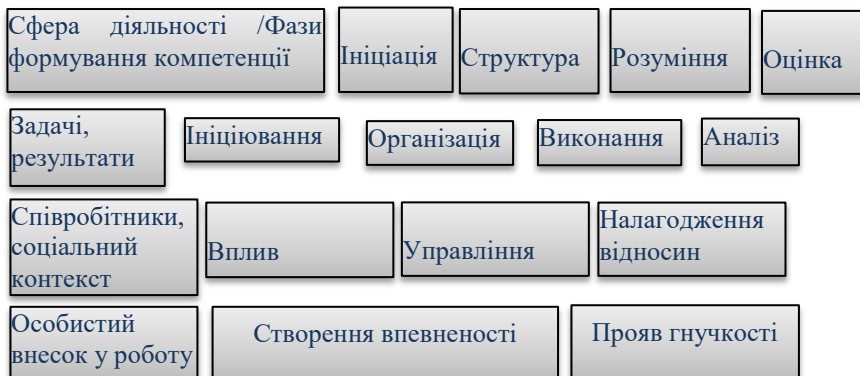 Сфера діяльності /Фази
формування компетенції
Ініціація
Структура
Розуміння
Оцінка
Задачі,
результати
Ініціювання
Організація
Виконання
Аналіз
Співробітники,
соціальний
контекст
Вплив
Управління
Налагодження
відносин
Особистий
внесок у роботу
Створення впевненості
Прояв гнучкості